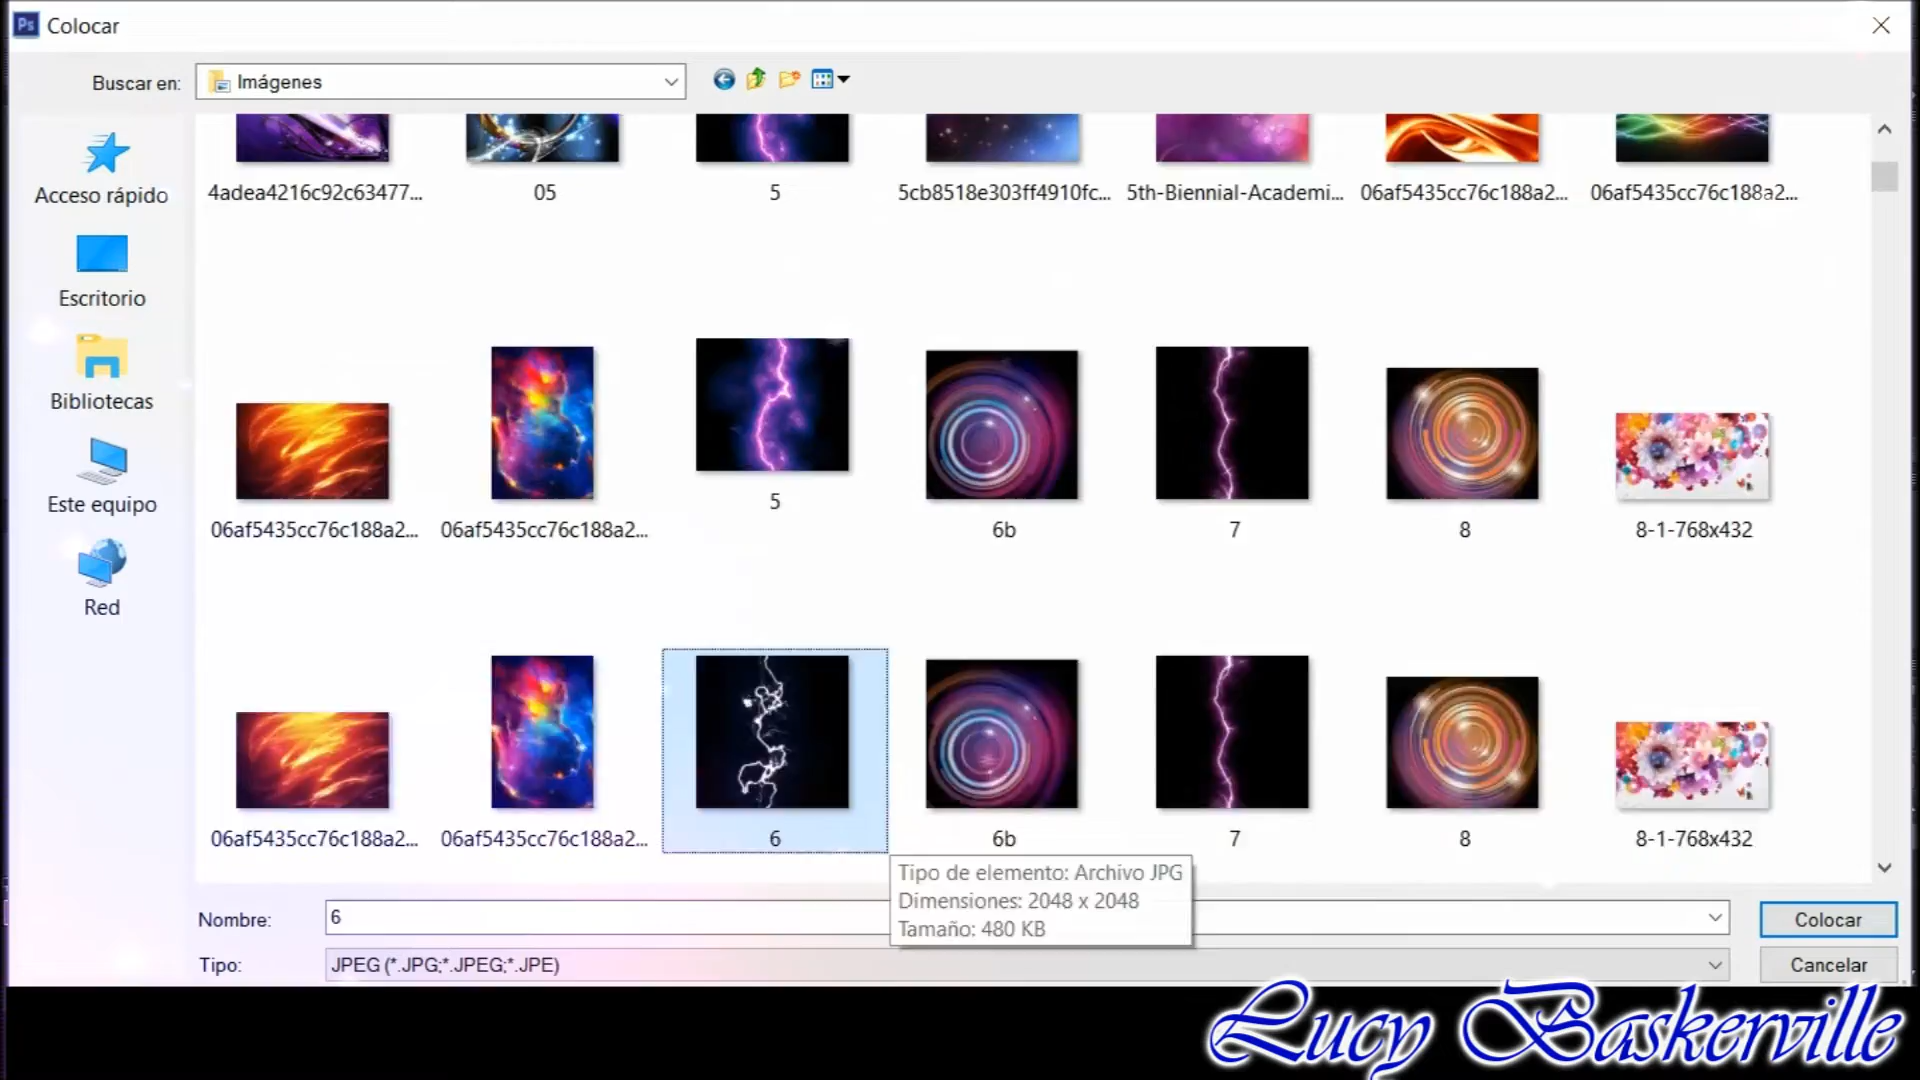 Ps Colocar
Buscar en: Imágenes
Acceso rápido
Escritorio
Bibliotecas
Este equipo
Red
4adea4216c92c63477... 05 5 5cb8518e303ff4910fc... 5th-Biennial-Academi... 06af5435cc76c188a2... 06af5435cc76c188a2...
06af5435cc76c188a2... 06af5435cc76c188a2... 5 6b 7 8 8-1-768x432
06af5435cc76c188a2... 06af5435cc76c188a2... 6 6b 7 8 8-1-768x432
Tipo de elemento: Archivo JPG
Dimensiones: 2048 x 2048
Tamaño: 480 KB
Nombre: 6 Colocar
Tipo: JPEG (*.JPG;*.JPEG;*.JPE) Cancelar
Lucy Baskerville